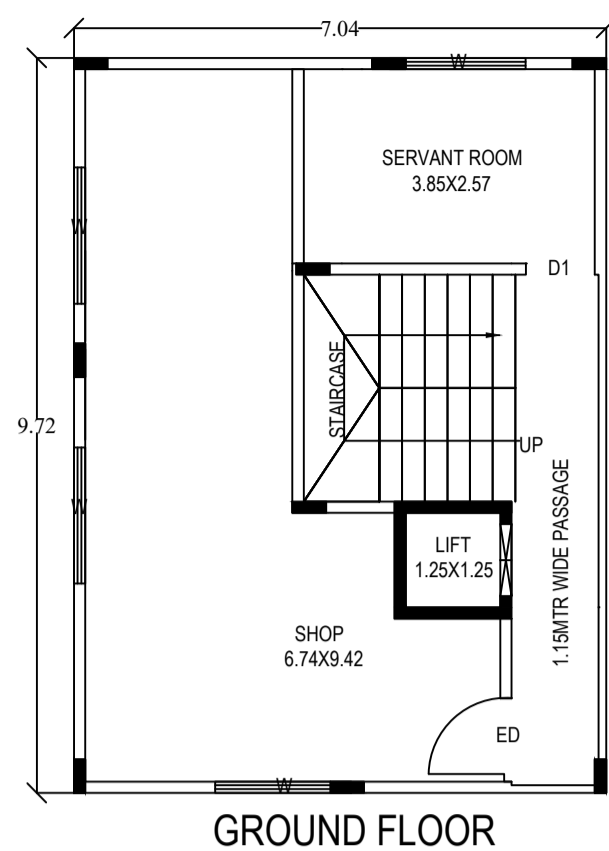 7.04
W
SERVANT ROOM
3.85X2.57
W
D1
STAIRCASE
9.72
UP
W
1.15MTR WIDE PASSAGE
LIFT
1.25X1.25
SHOP
6.74X9.42
ED
W
GROUND FLOOR